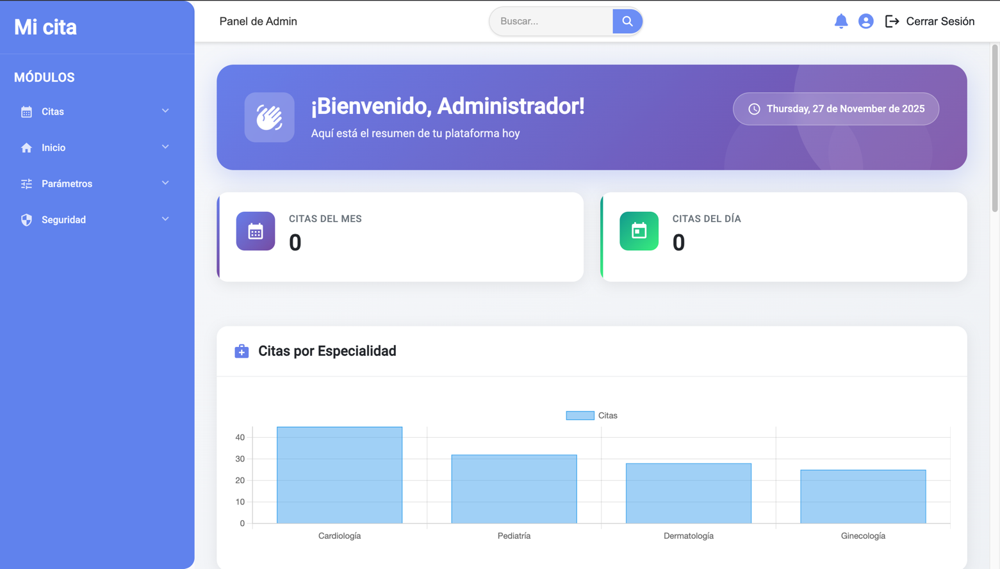 Mi cita
Panel de Admin
Buscar...
Cerrar Sesión
MÓDULOS
Citas
Inicio
Parámetros
Seguridad
¡Bienvenido, Administrador!
Aquí está el resumen de tu plataforma hoy
Thursday, 27 de November de 2025
CITAS DEL MES
0
CITAS DEL DÍA
0
Citas por Especialidad
Citas
40
30
20
10
0
Cardiología
Pediatría
Dermatología
Ginecología